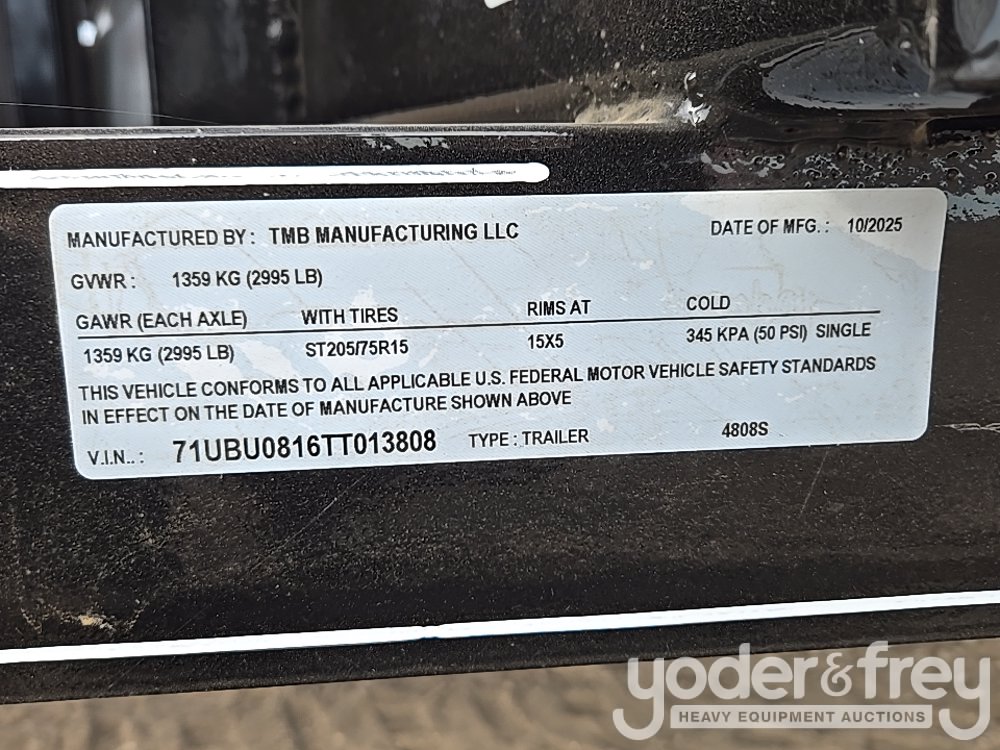 MANUFACTURED BY : TMB MANUFACTURING LLC DATE OF MFG. : 10/2025
GVWR : 1359 KG (2995 LB)
GAWR (EACH AXLE) WITH TIRES RIMS AT COLD
1359 KG (2995 LB) ST205/75R15 15X5 345 KPA (50 PSI) SINGLE
THIS VEHICLE CONFORMS TO ALL APPLICABLE U.S. FEDERAL MOTOR VEHICLE SAFETY STANDARDS
IN EFFECT ON THE DATE OF MANUFACTURE SHOWN ABOVE
V.I.N.. : 71UBU0816TT013808 TYPE : TRAILER 4808S
yoder&frey
HEAVY EQUIPMENT AUCTIONS